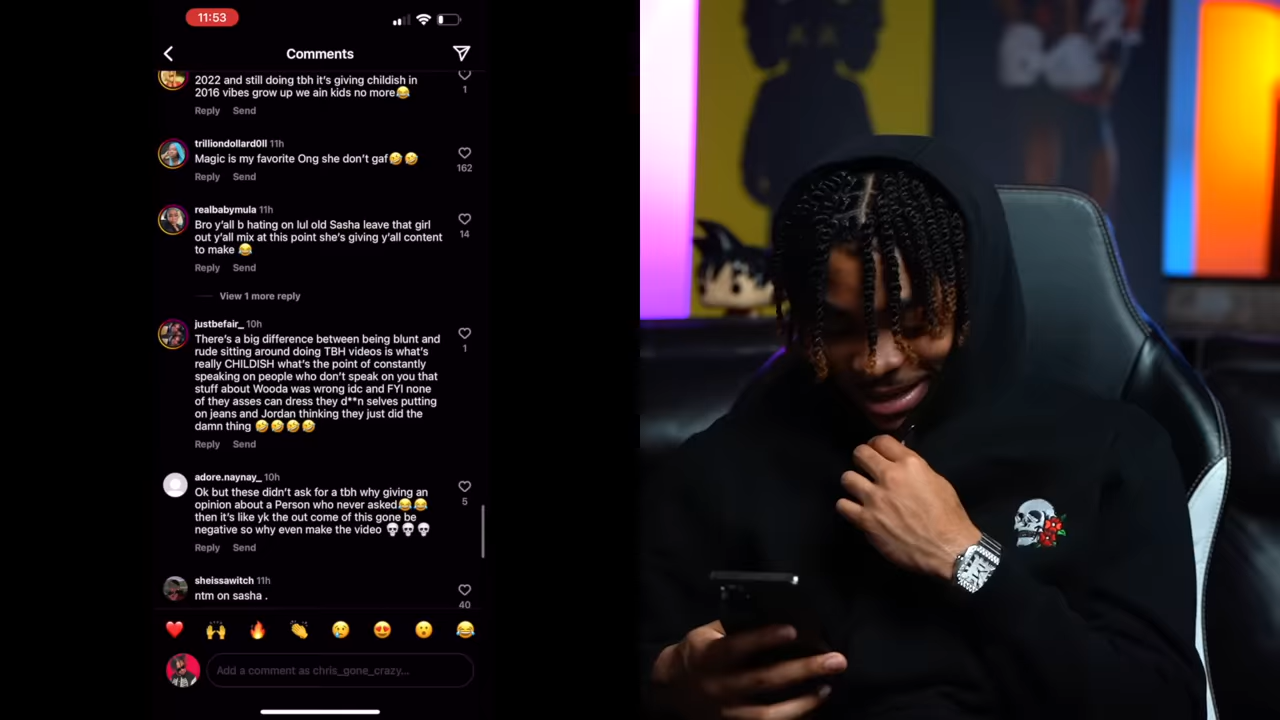 11:53
Comments
2022 and still doing tbh it's giving childish in
2016 vibes grow up we ain kids no more😂
1
Reply Send
trilliondollard0ll 11h
Magic is my favorite Ong she don't gaf🤣🤣
162
Reply Send
realbabymula 11h
Bro y'all b hating on lul old Sasha leave that girl
out y'all mix at this point she's giving y'all content
to make 😂
14
Reply Send
View 1 more reply
justbefair_ 10h
There's a big difference between being blunt and
rude sitting around doing TBH videos is what's
really CHILDISH what's the point of constantly
speaking on people who don't speak on you that
stuff about Wooda was wrong idc and FYI none
of they asses can dress they d**n selves putting
on jeans and Jordan thinking they just did the
damn thing 🤣🤣🤣🤣
1
Reply Send
adore.naynay_ 10h
Ok but these didn't ask for a tbh why giving an
opinion about a Person who never asked😂😂
then it's like yk the out come of this gone be
negative so why even make the video 💀💀💀
5
Reply Send
sheissawitch 11h
ntm on sasha .
40
❤️🙌🔥👏😢😍😮😂
Add a comment as chris_gone_crazy...